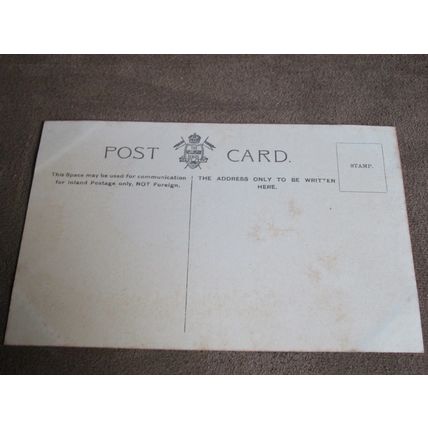 POST CARD.
STAMP.
This Space may be used for communication
for Inland Postage only, NOT Foreign.
THE ADDRESS ONLY TO BE WRITTEN
HERE.